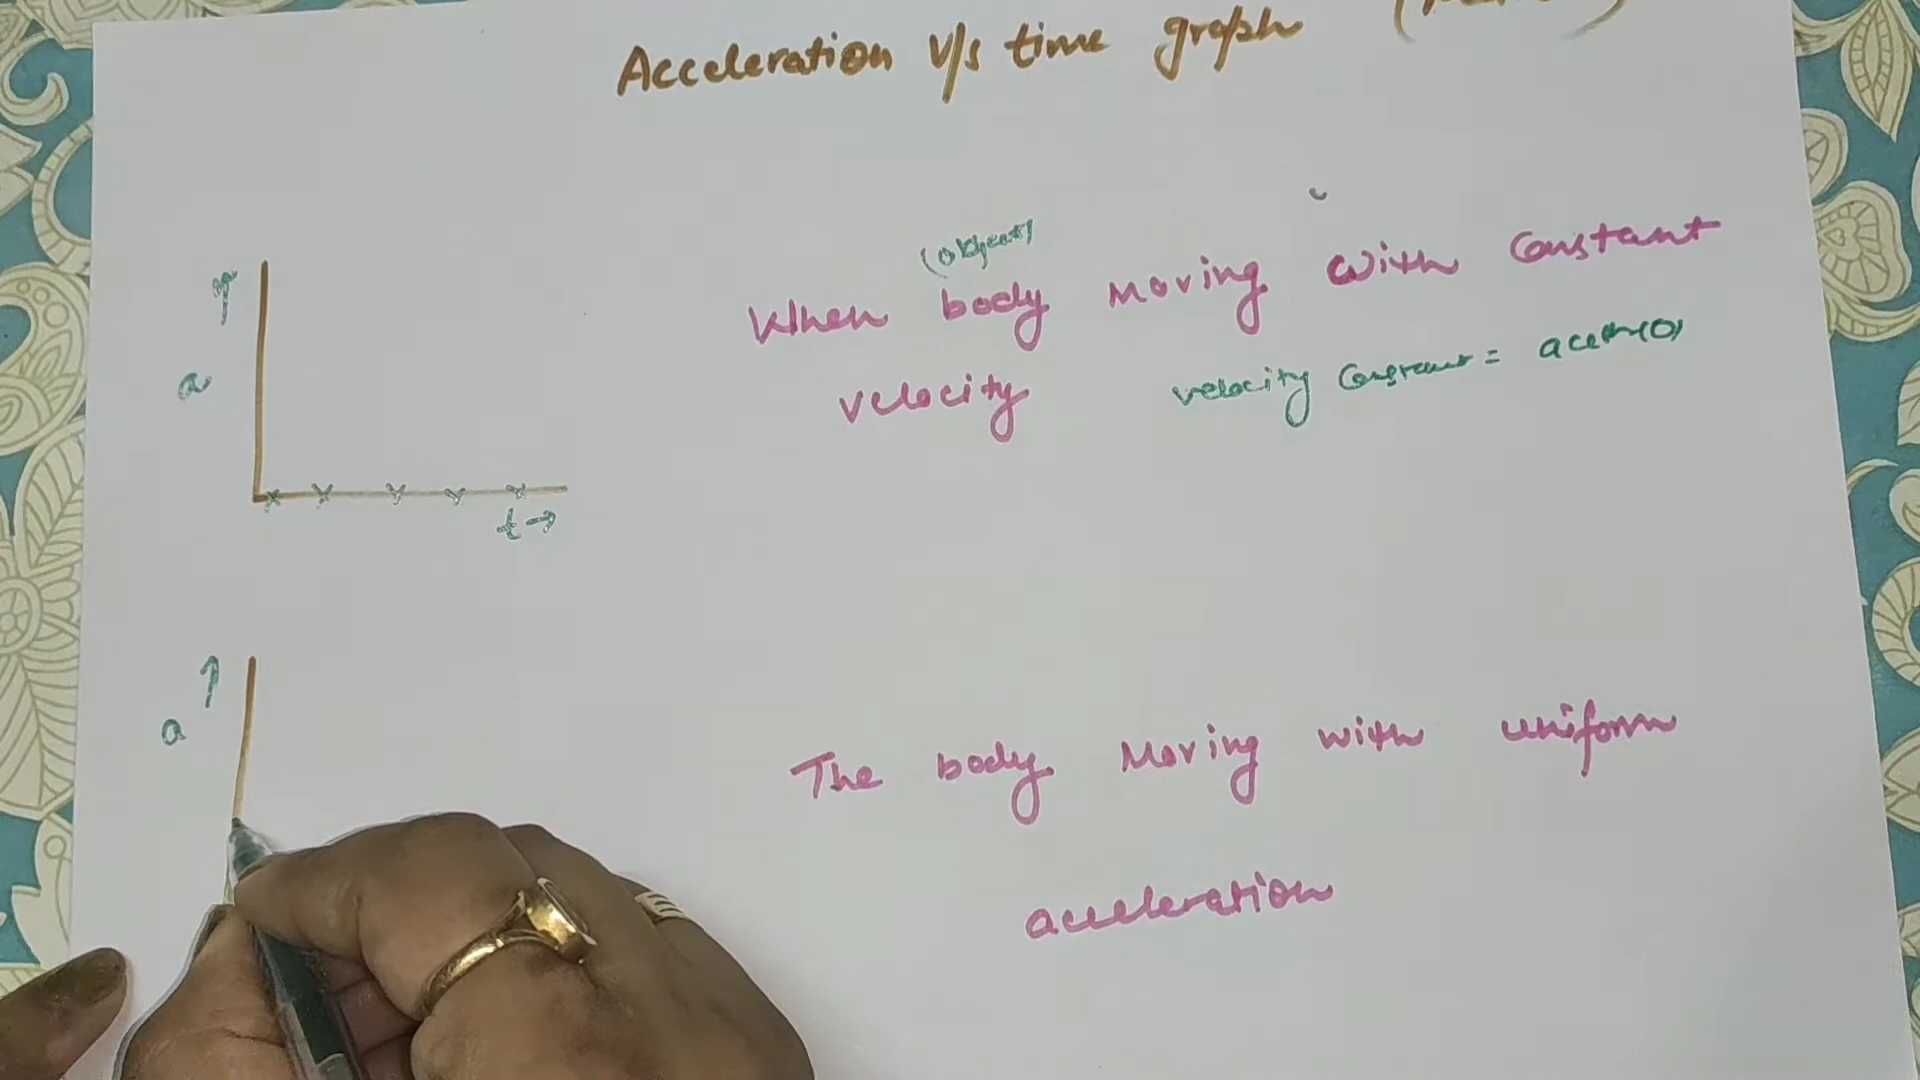 Acceleration v/s time graph
(object)
When body moving with constant
velocity
velocity constant = accⁿ(0)
a
t→
a
The body moving with uniform
acceleration